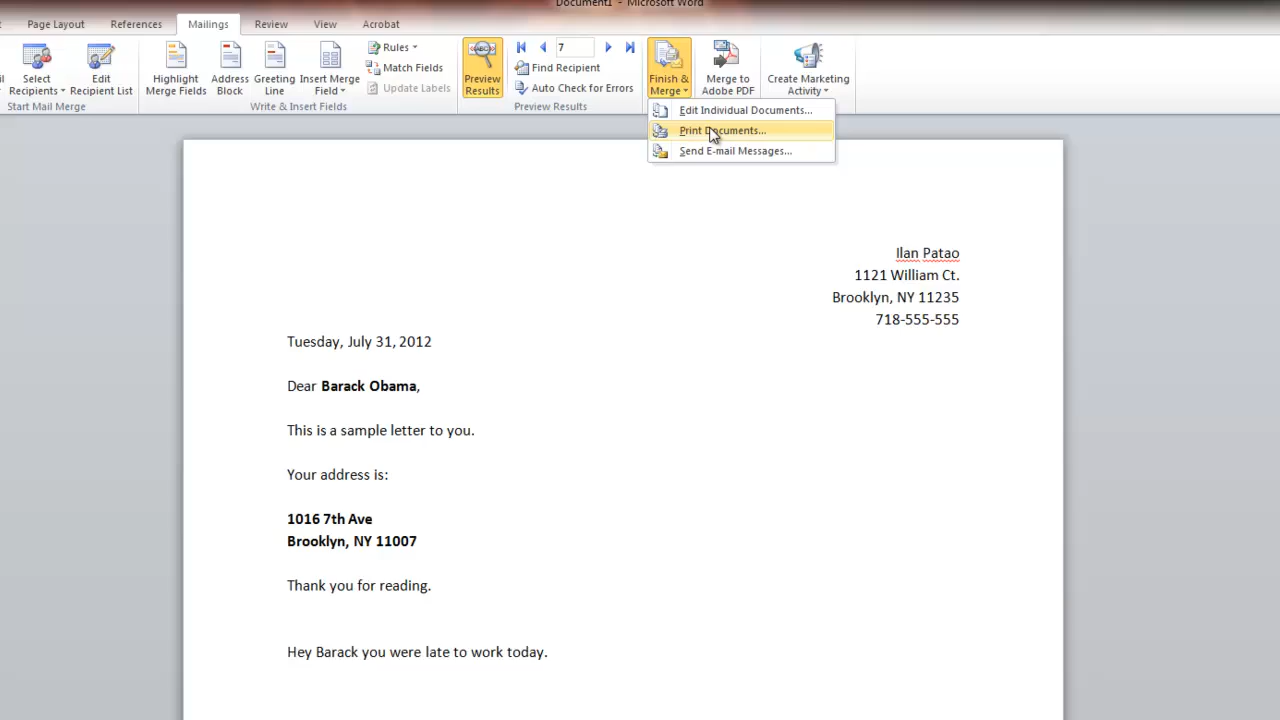 Document1 - Microsoft Word
Page Layout References Mailings Review View Acrobat
Select Recipients
Edit Recipient List
Start Mail Merge
Highlight Merge Fields
Address Block
Greeting Line
Insert Merge Field
Rules
Match Fields
Update Labels
Write & Insert Fields
ABC
Preview Results
7
Find Recipient
Auto Check for Errors
Preview Results
Finish & Merge
Merge to Adobe PDF
Create Marketing Activity
Edit Individual Documents...
Print Documents...
Send E-mail Messages...
Ilan Patao
1121 William Ct.
Brooklyn, NY 11235
718-555-555
Tuesday, July 31, 2012
Dear Barack Obama,
This is a sample letter to you.
Your address is:
1016 7th Ave
Brooklyn, NY 11007
Thank you for reading.
Hey Barack you were late to work today.